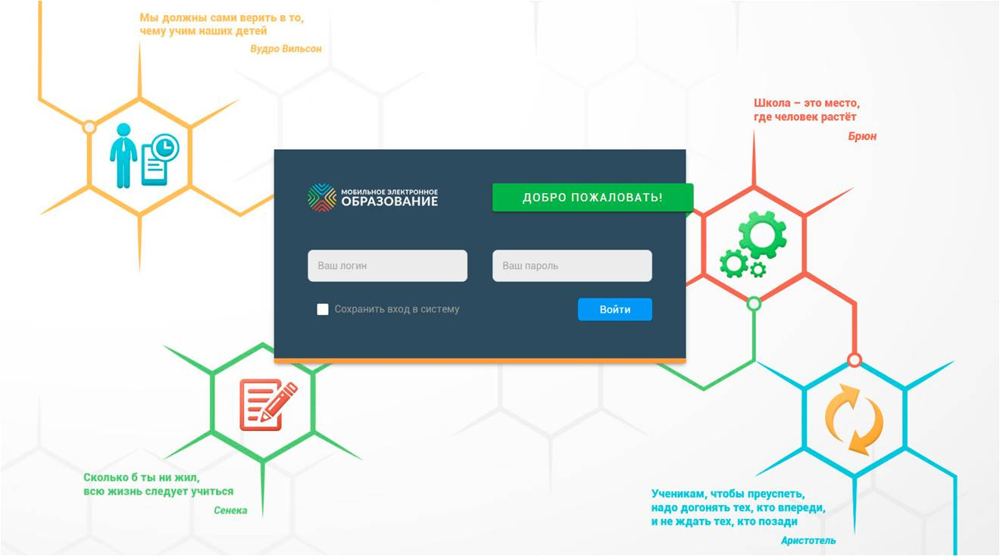 Мы должны сами верить в то,
чему учим наших детей
Вудро Вильсон
Школа – это место,
где человек растёт
Брюн
МОБИЛЬНОЕ ЭЛЕКТРОННОЕ
ОБРАЗОВАНИЕ
ДОБРО ПОЖАЛОВАТЬ!
Ваш логин
Ваш пароль
Сохранить вход в систему
Войти
Сколько б ты ни жил,
всю жизнь следует учиться
Сенека
Ученикам, чтобы преуспеть,
надо догонять тех, кто впереди,
и не ждать тех, кто позади
Аристотель